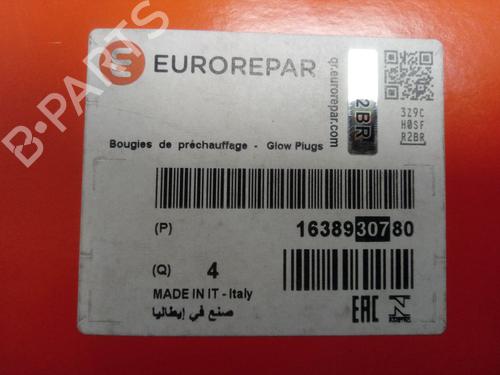 EUROREPAR
qr.eurorepar.com
2BR
3Z9C
H0SF
R2BR
Bougies de préchauffage - Glow Plugs
(P) 1638930780
(Q) 4
MADE IN IT - Italy
صنع في إيطاليا
EAC
B-PARTS